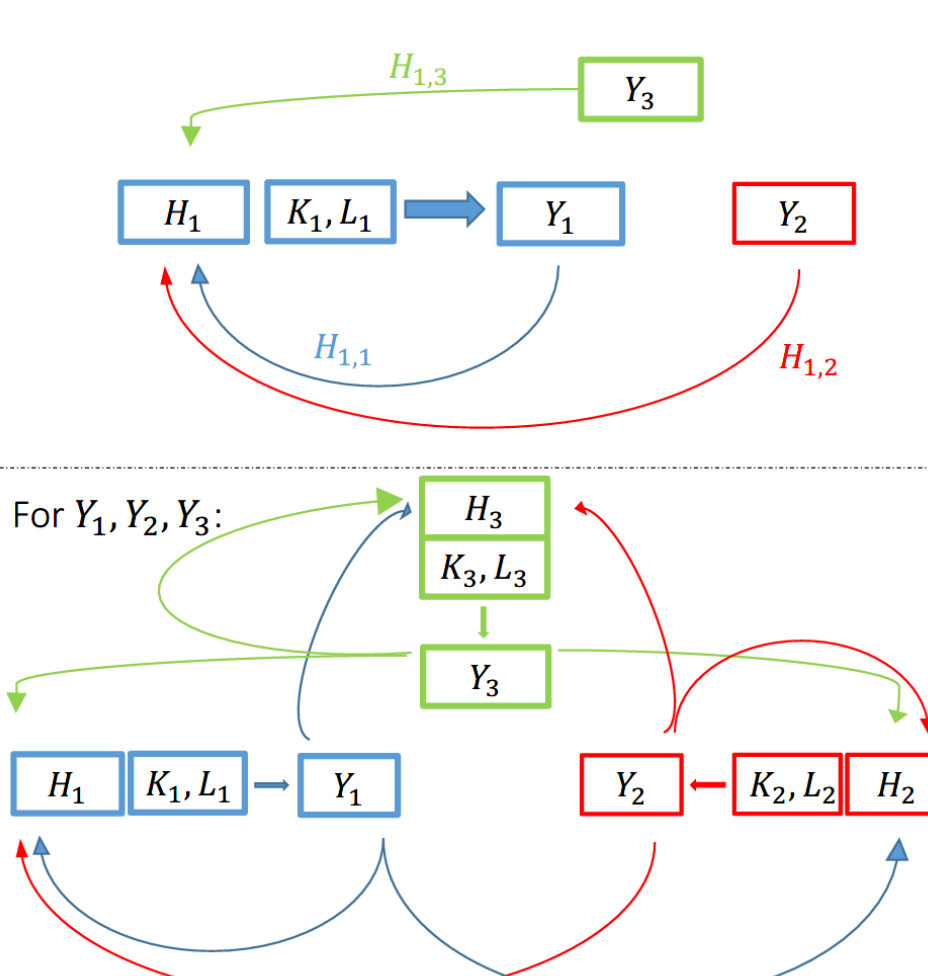 H₁,₃
Y₃
H₁
K₁, L₁
Y₁
Y₂
H₁,₁
H₁,₂
For Y₁, Y₂, Y₃:
H₃
K₃, L₃
Y₃
H₁
K₁, L₁
Y₁
Y₂
K₂, L₂
H₂